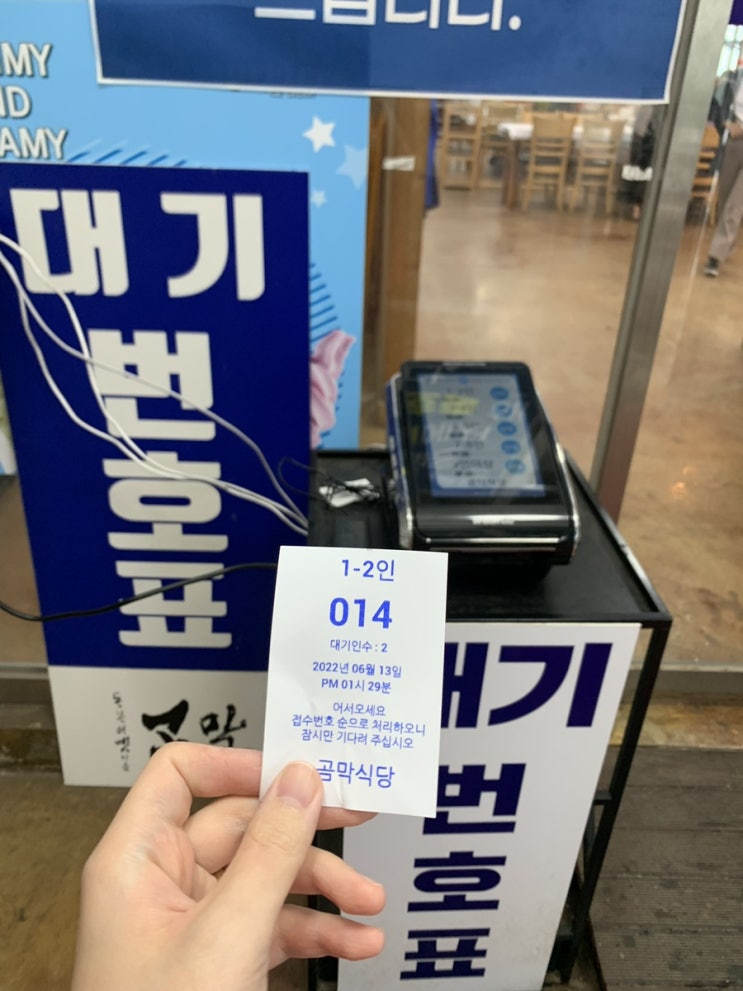 스립니다.
MY
ND
AMY
대기
번
호
표
곰막
1-2인
014
대기인수 : 2
2022년 06월 13일
PM 01시 29분
어서오세요
접수번호 순으로 처리하오니
잠시만 기다려 주십시오
곰막식당
대기
번
호
표